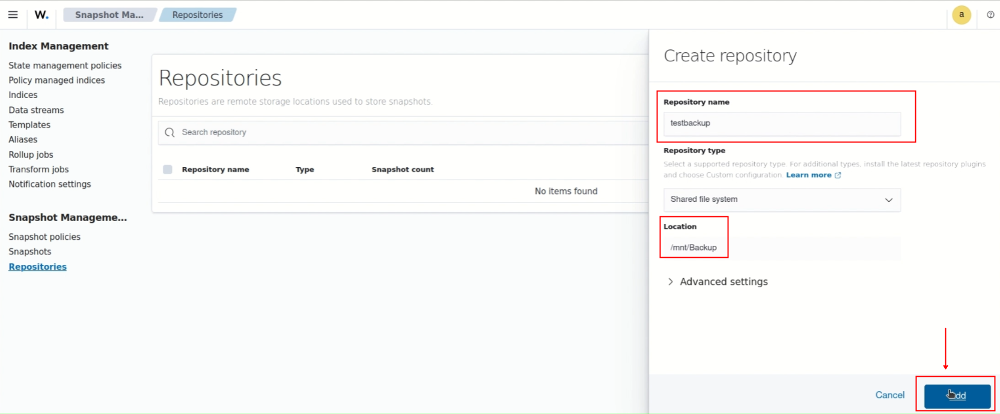 W.
Snapshot Ma...
Repositories
a
Index Management
State management policies
Policy managed indices
Indices
Data streams
Templates
Aliases
Rollup jobs
Transform jobs
Notification settings
Snapshot Manageme...
Snapshot policies
Snapshots
Repositories
Repositories
Repositories are remote storage locations used to store snapshots.
Search repository
Repository name Type Snapshot count
No items found
Create repository
Repository name
testbackup
Repository type
Select a supported repository type. For additional types, install the latest repository plugins
and choose Custom configuration. Learn more
Shared file system
Location
/mnt/Backup
Advanced settings
Cancel